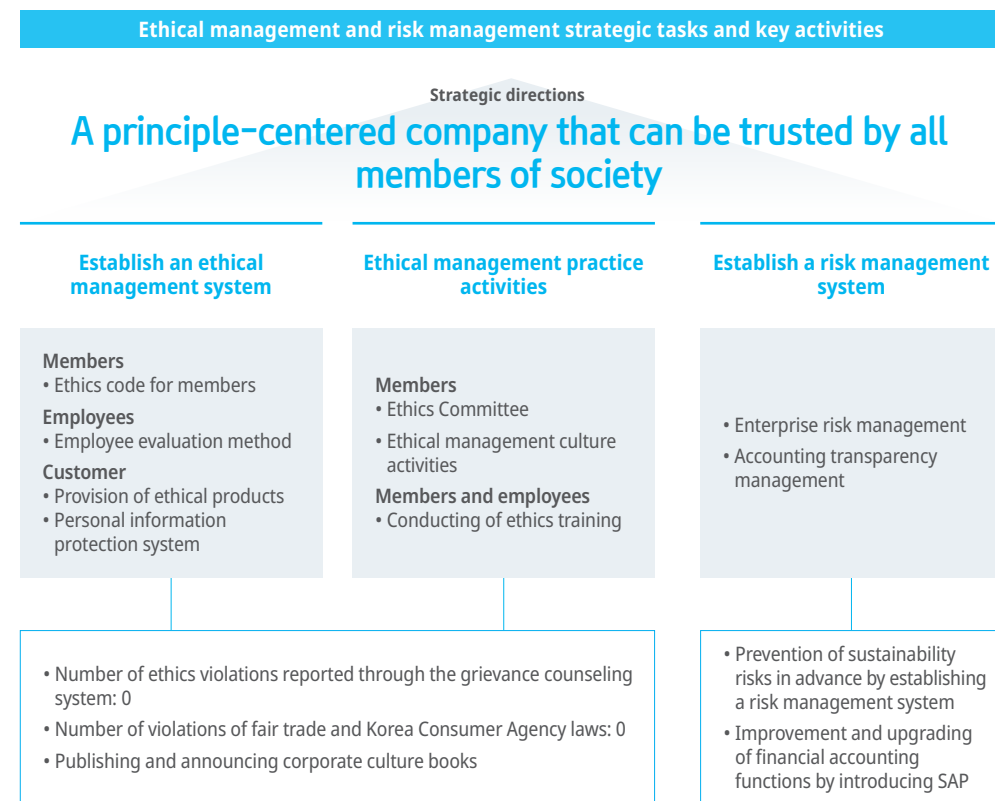 Ethical management and risk management strategic tasks and key activities
Strategic directions
A principle-centered company that can be trusted by all
members of society
Establish an ethical
management system
Members
• Ethics code for members
Employees
• Employee evaluation method
Customer
• Provision of ethical products
• Personal information
protection system
Ethical management practice
activities
Members
• Ethics Committee
• Ethical management culture
activities
Members and employees
• Conducting of ethics training
Establish a risk management
system
• Enterprise risk management
• Accounting transparency
management
• Number of ethics violations reported through the grievance counseling
system: 0
• Number of violations of fair trade and Korea Consumer Agency laws: 0
• Publishing and announcing corporate culture books
• Prevention of sustainability
risks in advance by establishing
a risk management system
• Improvement and upgrading
of financial accounting
functions by introducing SAP